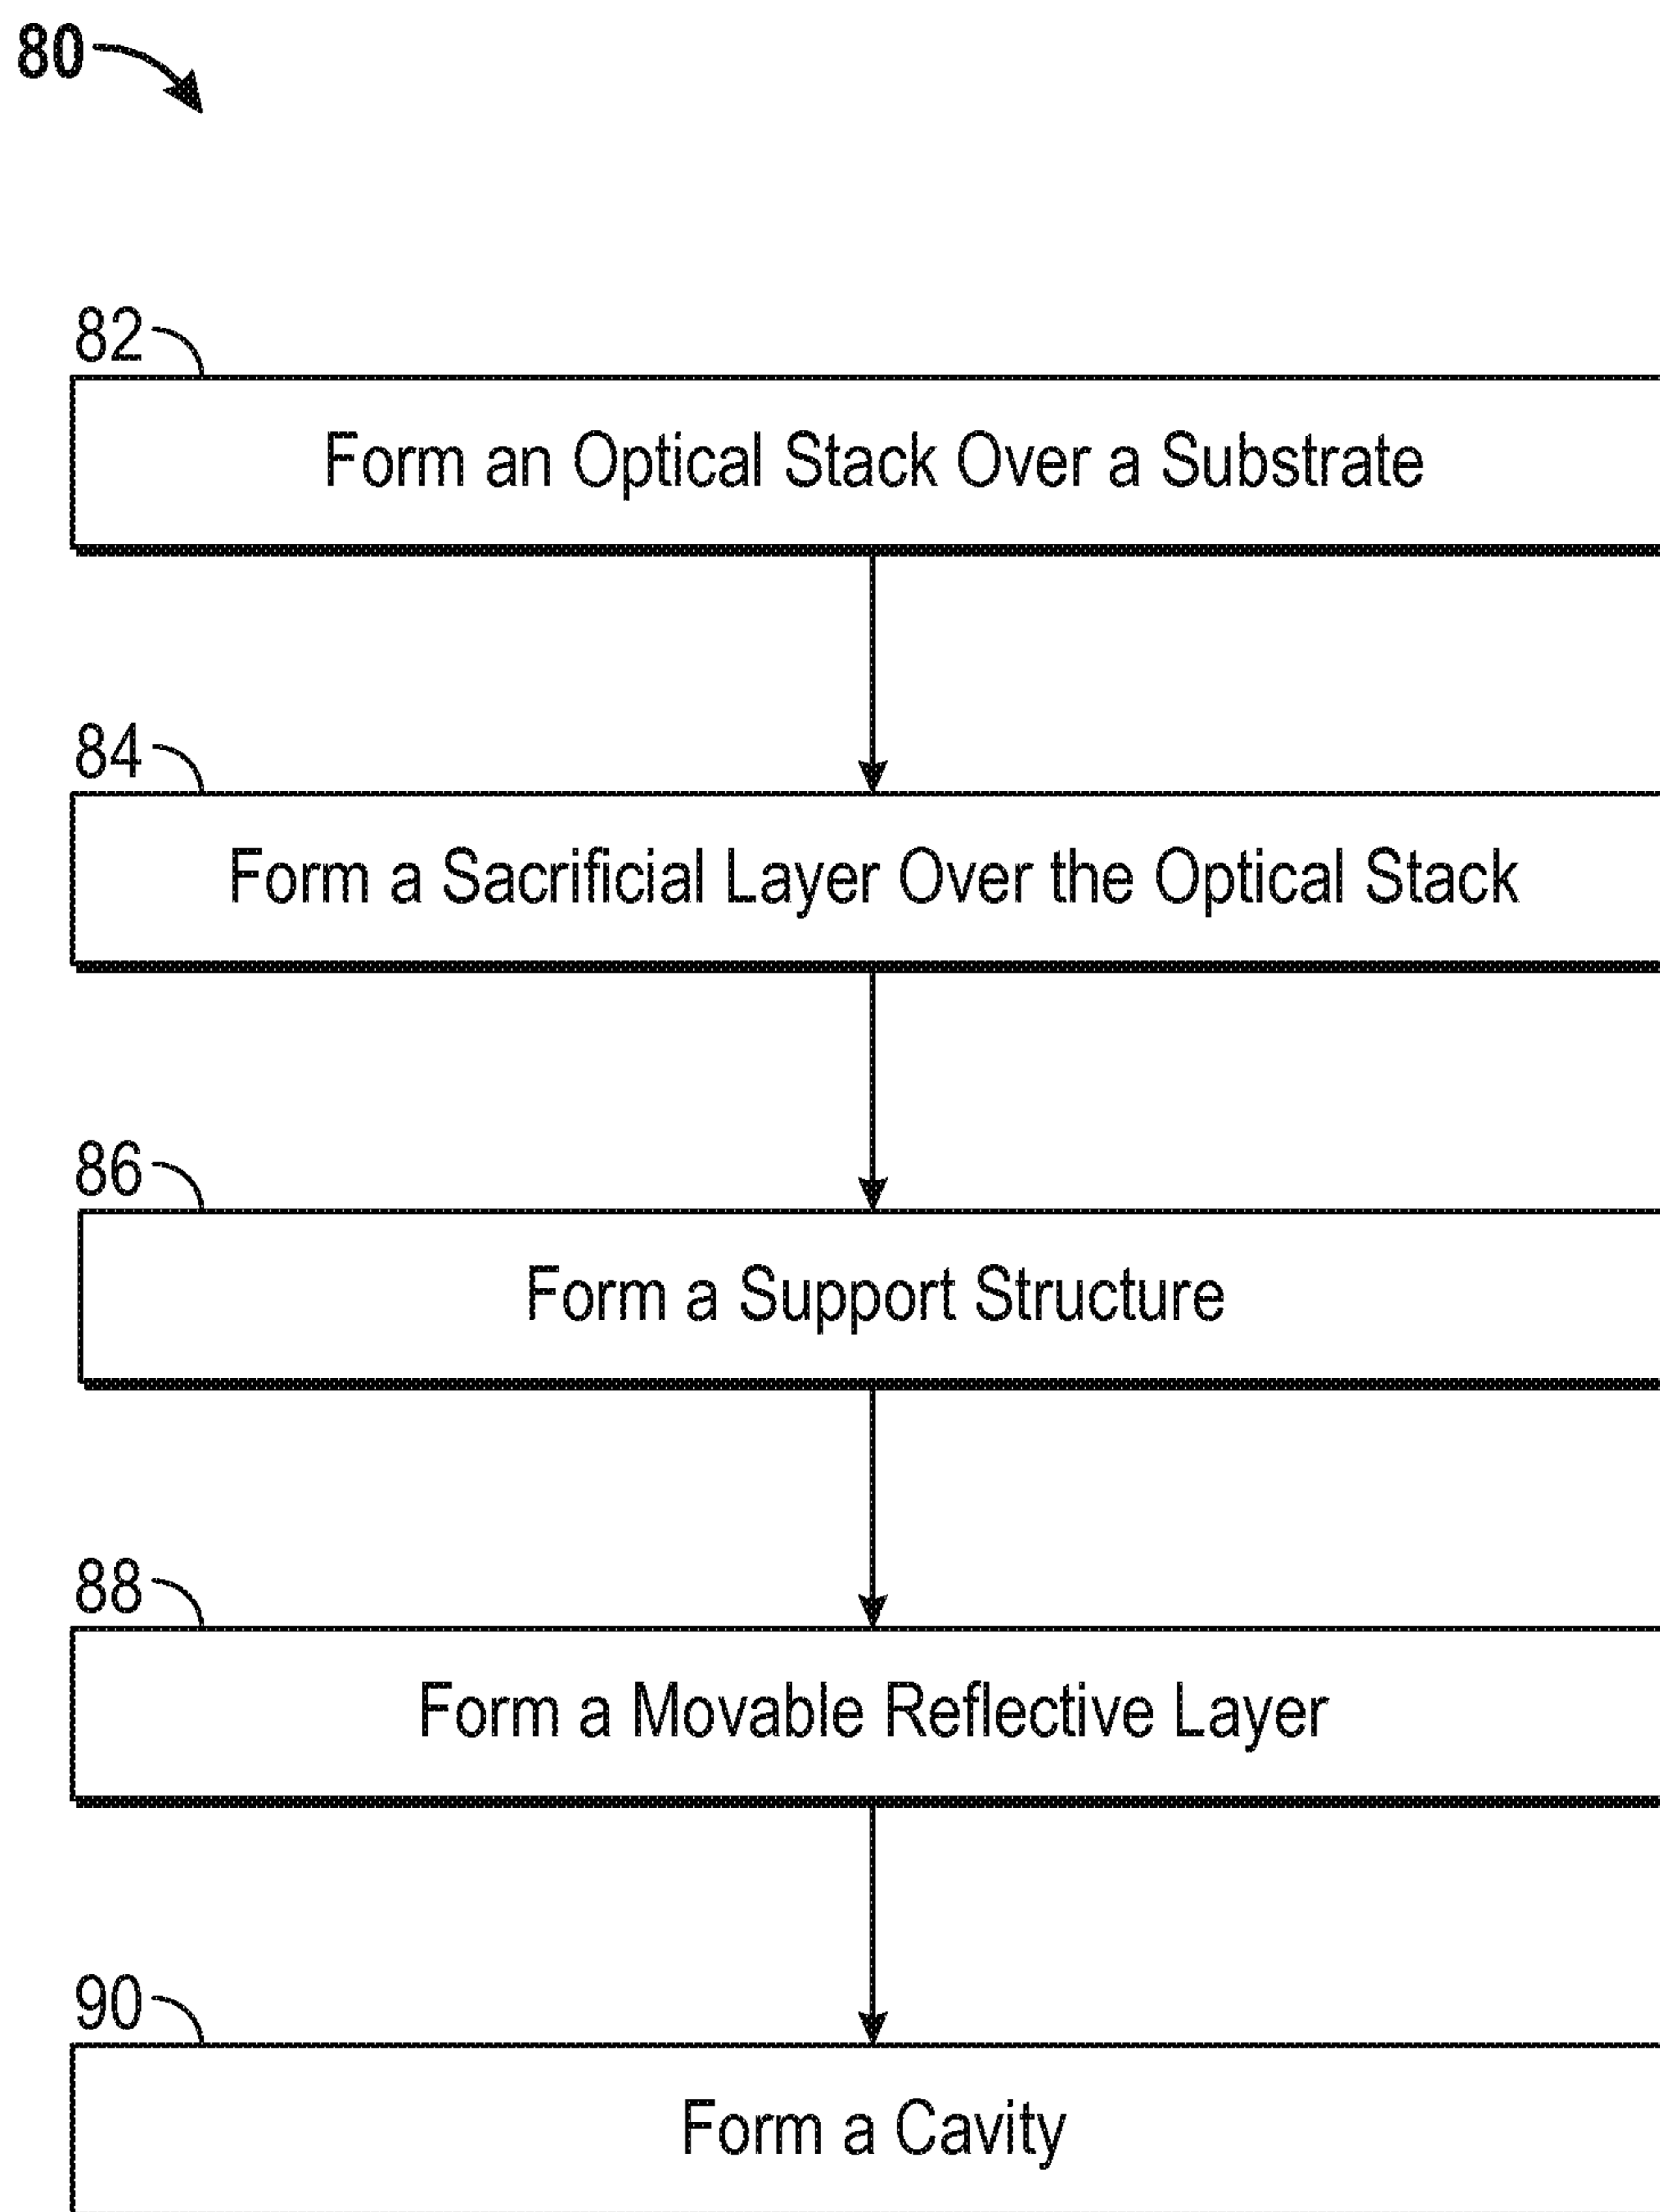 80
82
Form an Optical Stack Over a Substrate
84
Form a Sacrificial Layer Over the Optical Stack
86
Form a Support Structure
88
Form a Movable Reflective Layer
90
Form a Cavity